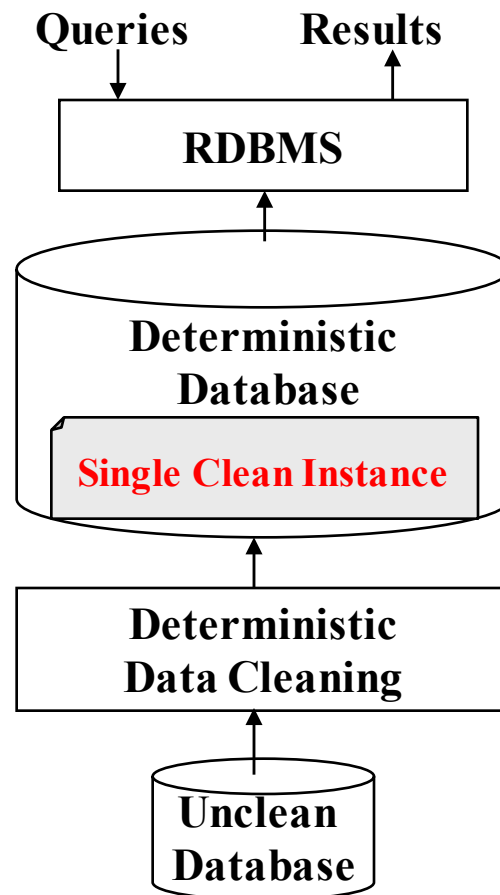 Queries Results
RDBMS
Deterministic
Database
Single Clean Instance
Deterministic
Data Cleaning
Unclean
Database